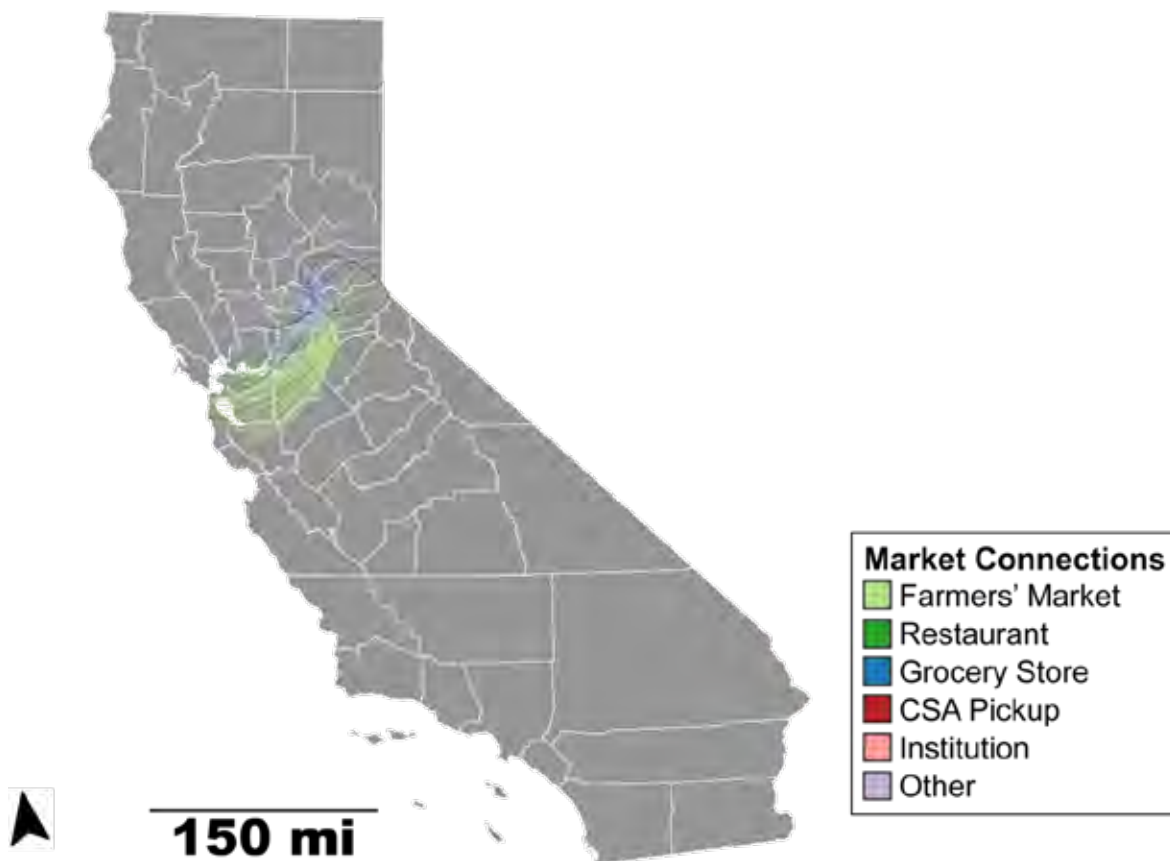 Market Connections
Farmers' Market
Restaurant
Grocery Store
CSA Pickup
Institution
Other
150 mi